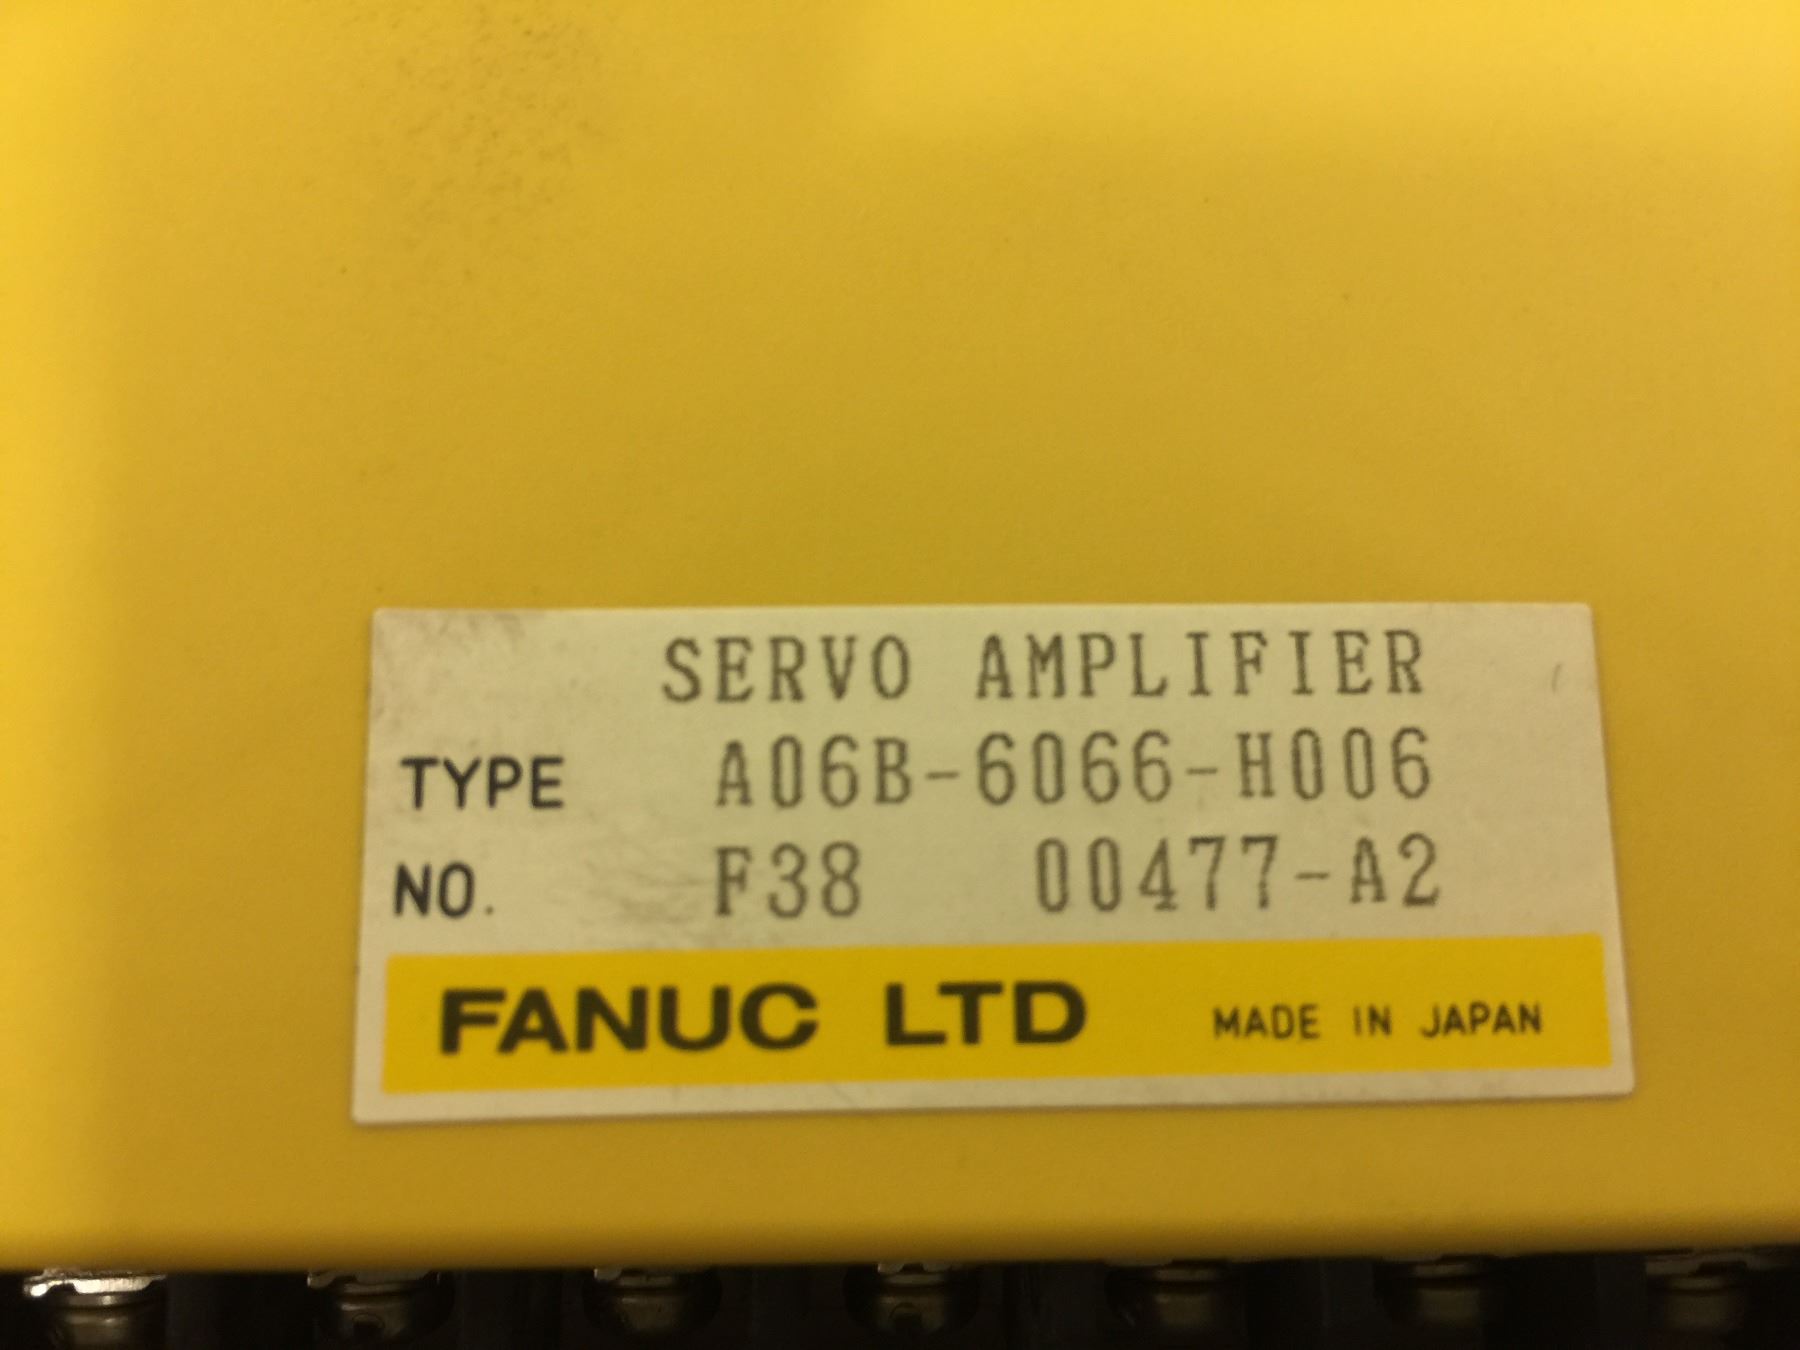 SERVO AMPLIFIER
TYPE A06B-6066-H006
NO. F38 00477-A2
FANUC LTD MADE IN JAPAN